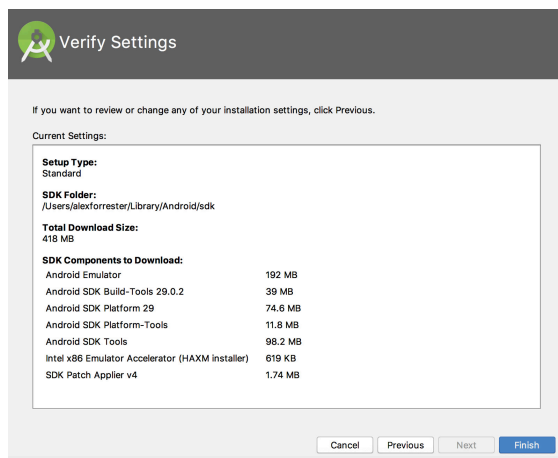 Verify Settings
If you want to review or change any of your installation settings, click Previous.
Current Settings:
Setup Type:
Standard
SDK Folder:
/Users/alexforrester/Library/Android/sdk
Total Download Size:
418 MB
SDK Components to Download:
Android Emulator 192 MB
Android SDK Build-Tools 29.0.2 39 MB
Android SDK Platform 29 74.6 MB
Android SDK Platform-Tools 11.8 MB
Android SDK Tools 98.2 MB
Intel x86 Emulator Accelerator (HAXM installer) 619 KB
SDK Patch Applier v4 1.74 MB
Cancel Previous Next Finish